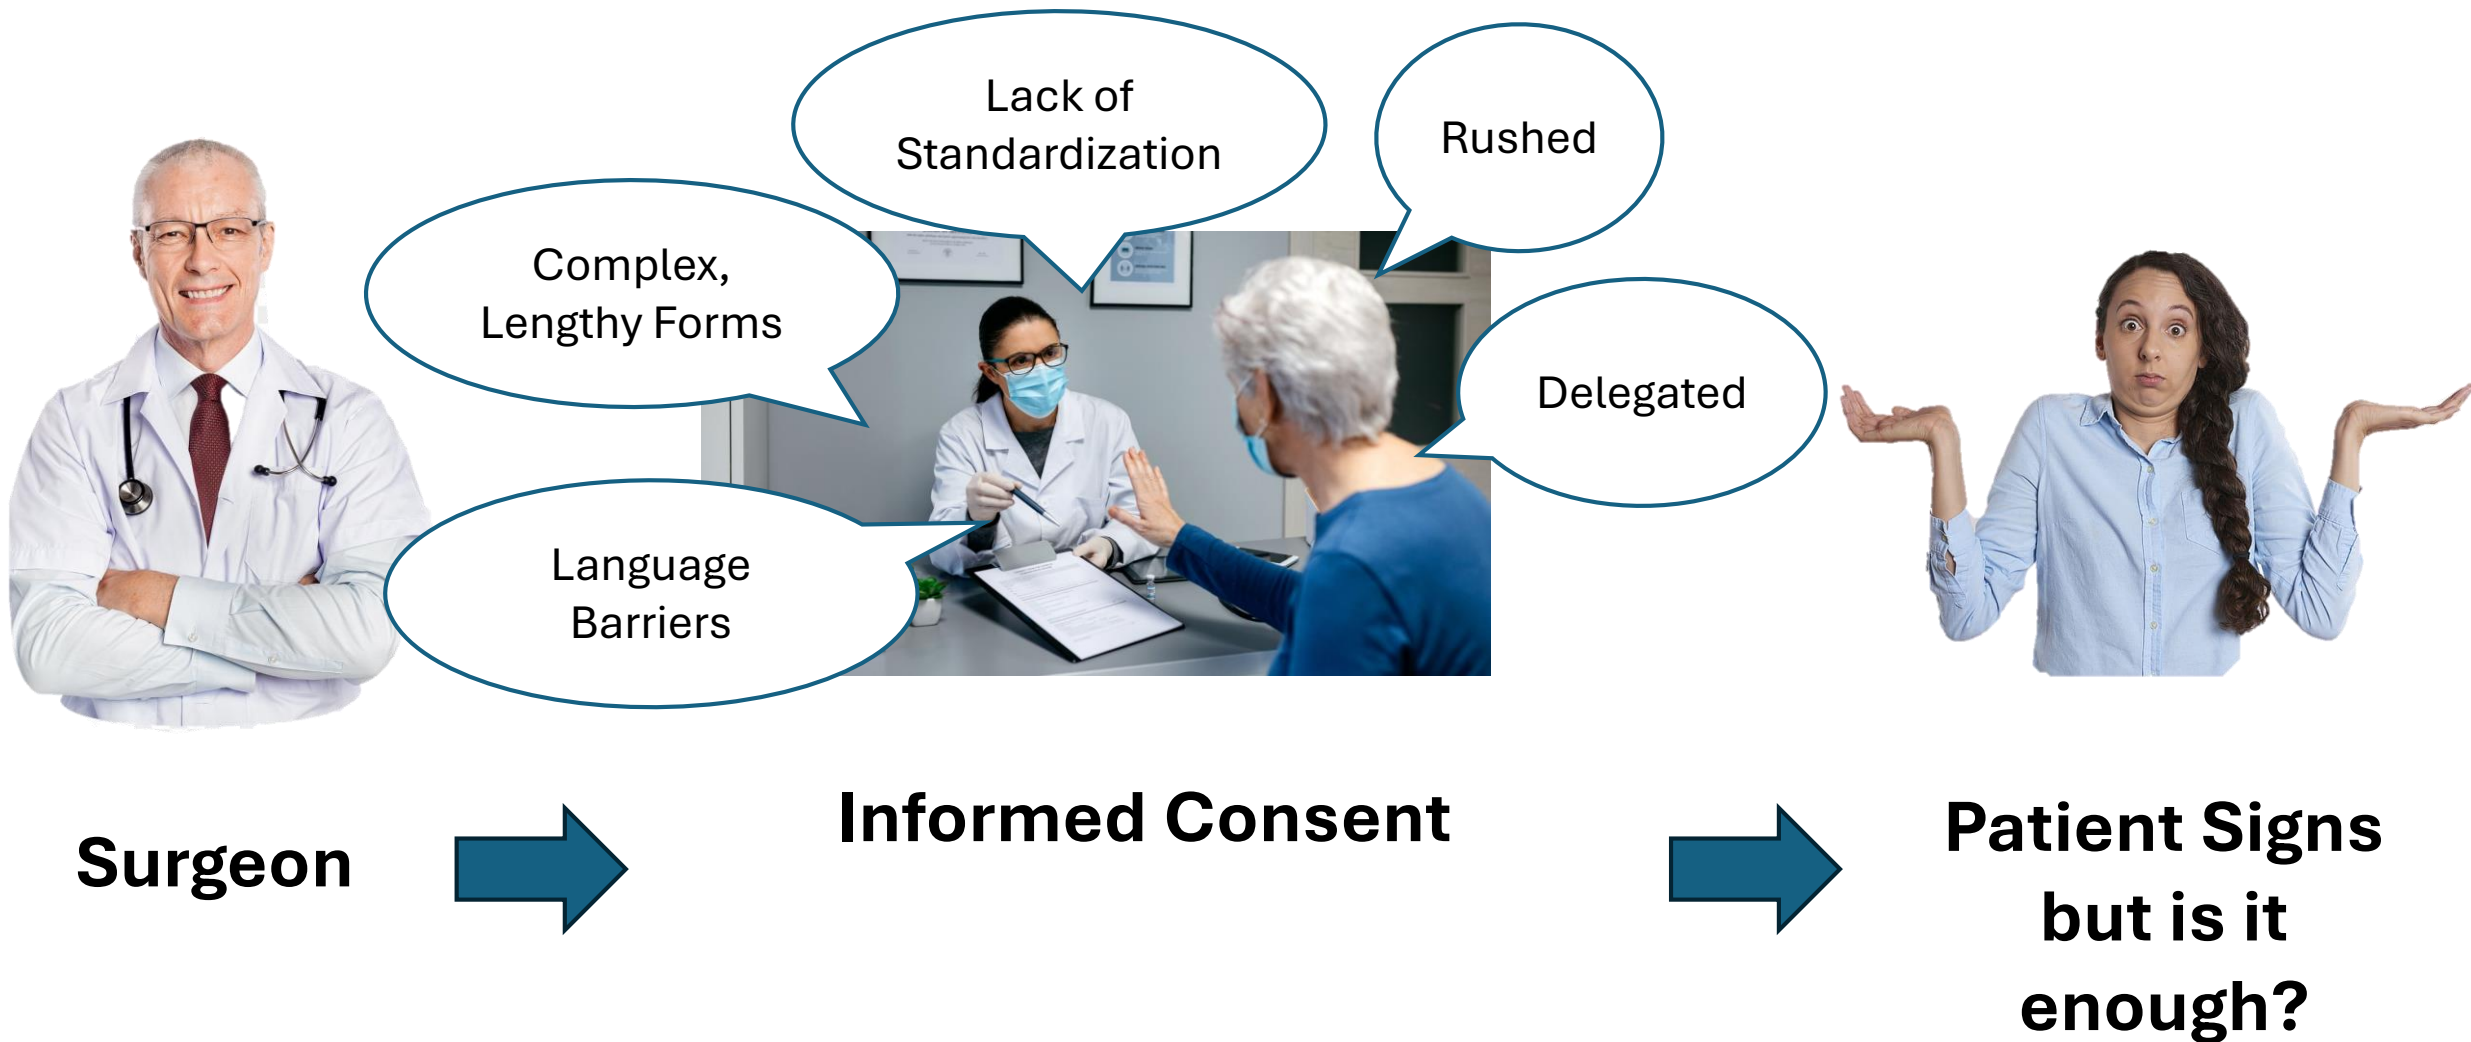 Lack of
Standardization
Rushed
Complex,
Lengthy Forms
Delegated
Language
Barriers
Surgeon
Informed Consent
Patient Signs
but is it
enough?